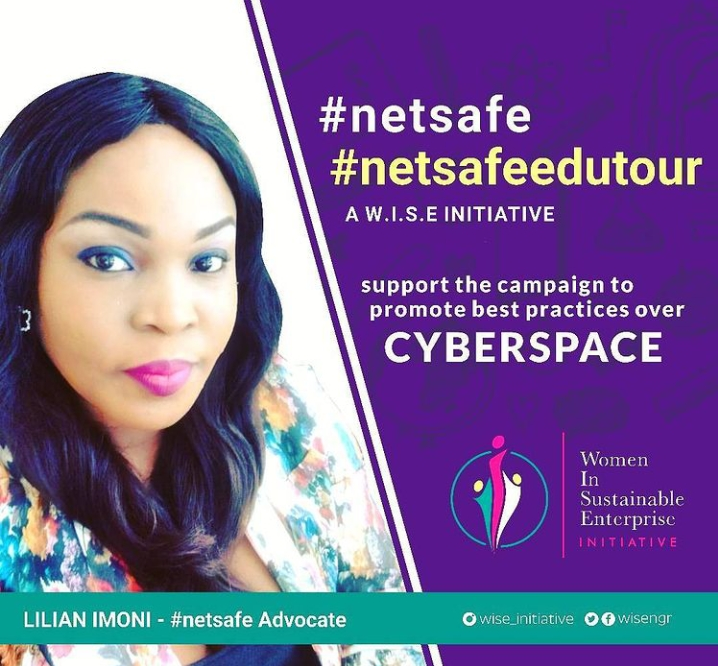 #netsafe
#netsafeedutour
A W.I.S.E INITIATIVE
support the campaign to
promote best practices over
CYBERSPACE
Women
In
Sustainable
Enterprise
INITIATIVE
LILIAN IMONI - #netsafe Advocate
wise_initiative wisengr